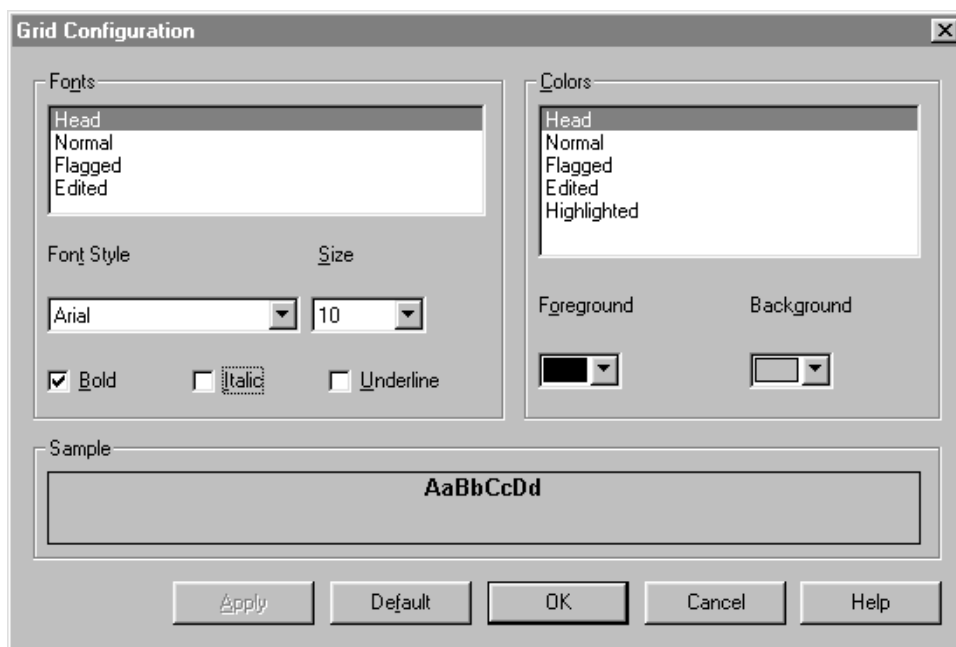 Grid Configuration
Fonts
Head
Normal
Flagged
Edited
Font Style
Size
Arial
10
Bold
Italic
Underline
Colors
Head
Normal
Flagged
Edited
Highlighted
Foreground
Background
Sample
AaBbCcDd
Apply
Default
OK
Cancel
Help